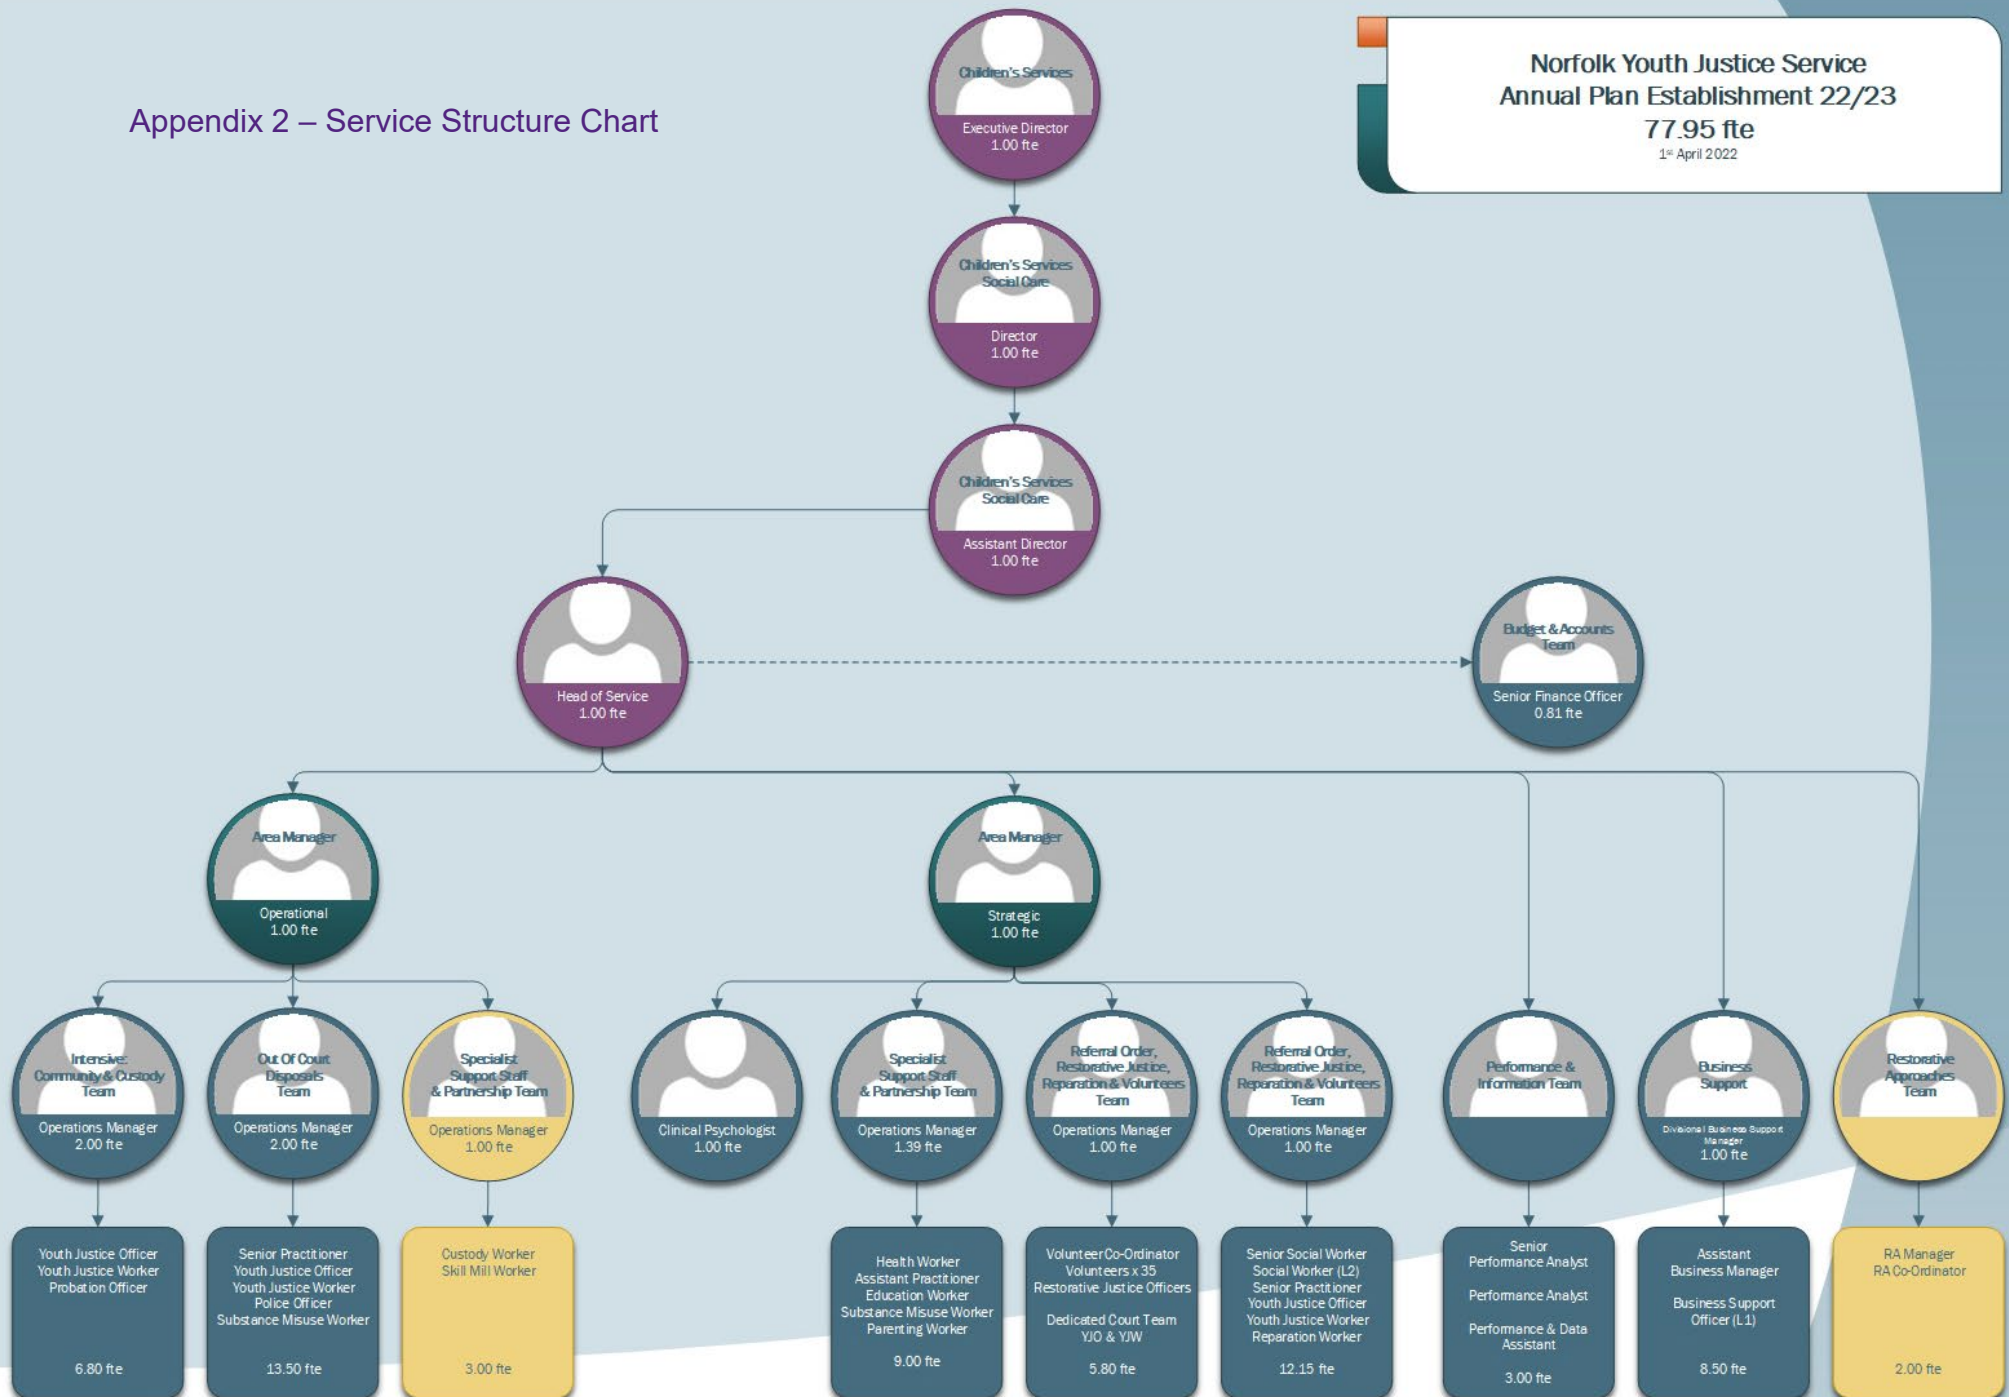 Appendix 2 – Service Structure Chart
Norfolk Youth Justice Service
Annual Plan Establishment 22/23
77.95 fte
1st April 2022
Children's Services
Executive Director
1.00 fte
Children's Services
Social Care
Director
1.00 fte
Children's Services
Social Care
Assistant Director
1.00 fte
Head of Service
1.00 fte
Budget & Accounts
Team
Senior Finance Officer
0.81 fte
Area Manager
Operational
1.00 fte
Area Manager
Strategic
1.00 fte
Intensive:
Community & Custody
Team
Operations Manager
2.00 fte
Out Of Court
Disposals
Team
Operations Manager
2.00 fte
Specialist
Support Staff
& Partnership Team
Operations Manager
1.00 fte
Clinical Psychologist
1.00 fte
Specialist
Support Staff
& Partnership Team
Operations Manager
1.39 fte
Referral Order,
Restorative Justice,
Reparation & Volunteers
Team
Operations Manager
1.00 fte
Referral Order,
Restorative Justice,
Reparation & Volunteers
Team
Operations Manager
1.00 fte
Performance &
Information Team
Business
Support
Divisional Business Support
Manager
1.00 fte
Restorative
Approaches
Team
Youth Justice Officer
Youth Justice Worker
Probation Officer
6.80 fte
Senior Practitioner
Youth Justice Officer
Youth Justice Worker
Police Officer
Substance Misuse Worker
13.50 fte
Custody Worker
Skill Mill Worker
3.00 fte
Health Worker
Assistant Practitioner
Education Worker
Substance Misuse Worker
Parenting Worker
9.00 fte
Volunteer Co-Ordinator
Volunteers x 35
Restorative Justice Officers
Dedicated Court Team
YJO & YJW
5.80 fte
Senior Social Worker
Social Worker (L2)
Senior Practitioner
Youth Justice Officer
Youth Justice Worker
Reparation Worker
12.15 fte
Senior
Performance Analyst
Performance Analyst
Performance & Data
Assistant
3.00 fte
Assistant
Business Manager
Business Support
Officer (L1)
8.50 fte
RA Manager
RA Co-Ordinator
2.00 fte